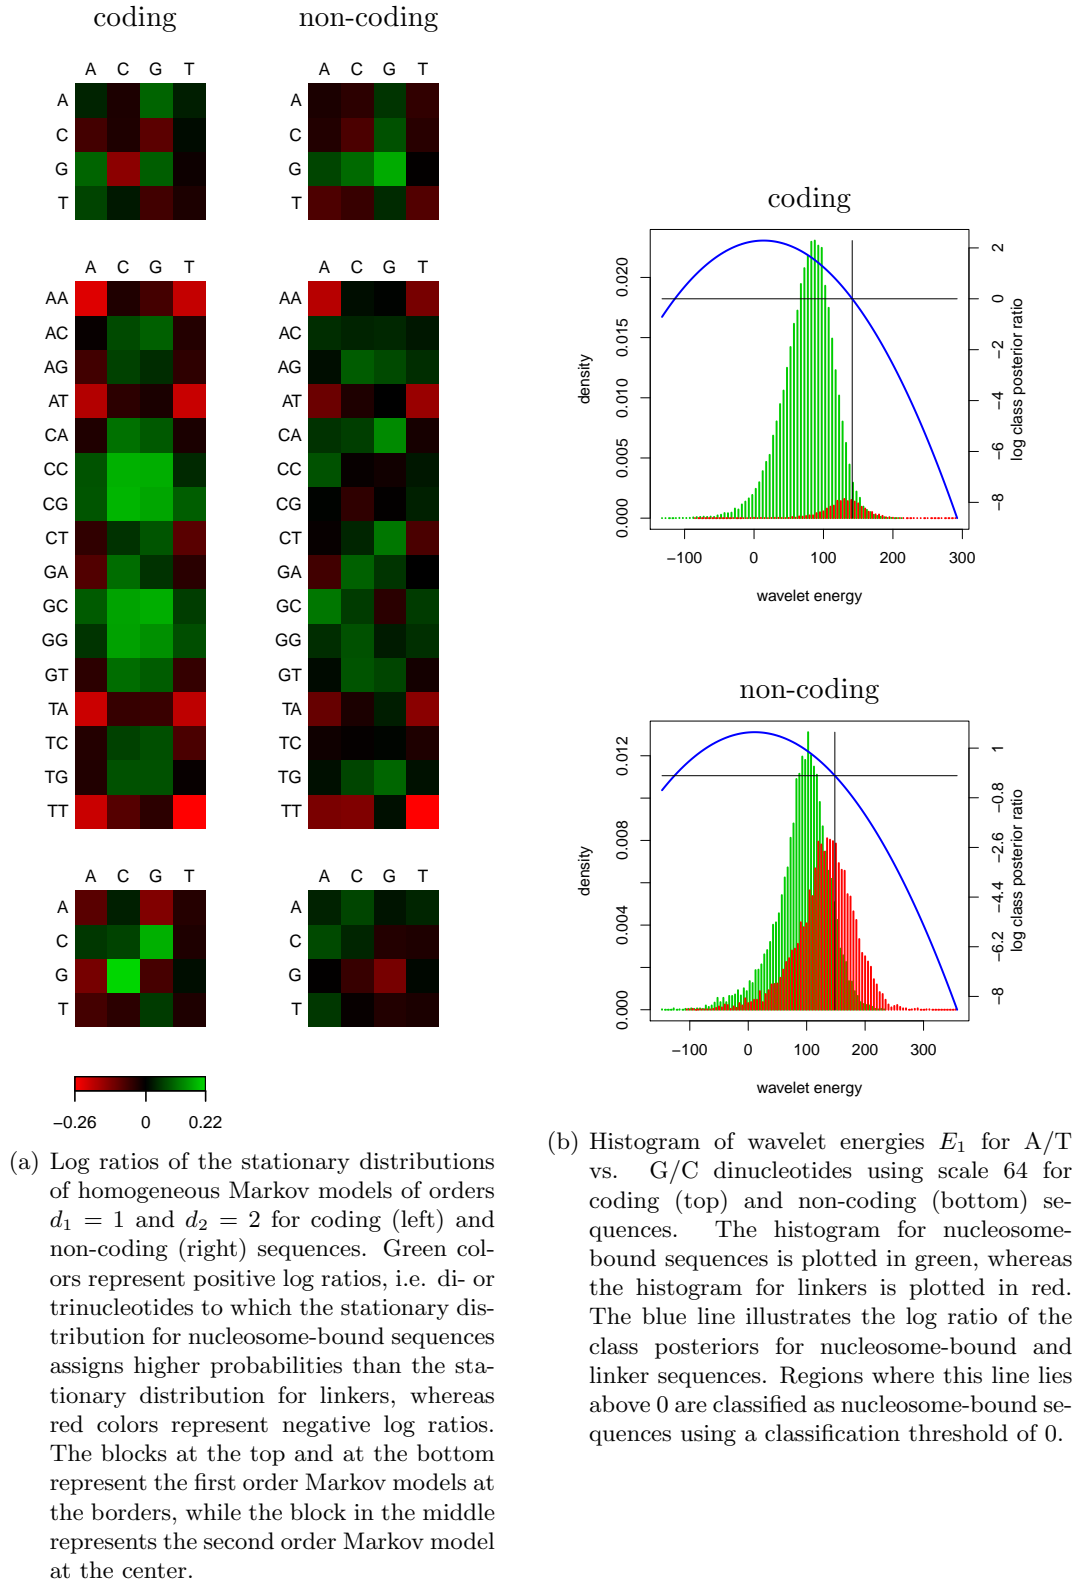 coding
non-coding
A C G T
A
C
G
T
A C G T
A
C
G
T
A C G T
AA
AC
AG
AT
CA
CC
CG
CT
GA
GC
GG
GT
TA
TC
TG
TT
A C G T
AA
AC
AG
AT
CA
CC
CG
CT
GA
GC
GG
GT
TA
TC
TG
TT
A C G T
A
C
G
T
A C G T
A
C
G
T
−0.26 0 0.22
(a) Log ratios of the stationary distributions
of homogeneous Markov models of orders
d1 = 1 and d2 = 2 for coding (left) and
non-coding (right) sequences. Green col-
ors represent positive log ratios, i.e. di- or
trinucleotides to which the stationary dis-
tribution for nucleosome-bound sequences
assigns higher probabilities than the sta-
tionary distribution for linkers, whereas
red colors represent negative log ratios.
The blocks at the top and at the bottom
represent the first order Markov models at
the borders, while the block in the middle
represents the second order Markov model
at the center.
coding
density
0.000 0.005 0.010 0.015 0.020
2
0
−2
−4
−6
−8
log class posterior ratio
−100 0 100 200 300
wavelet energy
non-coding
density
0.000 0.004 0.008 0.012
1
−0.8
−2.6
−4.4
−6.2
−8
log class posterior ratio
−100 0 100 200 300
wavelet energy
(b) Histogram of wavelet energies E1 for A/T
vs. G/C dinucleotides using scale 64 for
coding (top) and non-coding (bottom) se-
quences. The histogram for nucleosome-
bound sequences is plotted in green, whereas
the histogram for linkers is plotted in red.
The blue line illustrates the log ratio of the
class posteriors for nucleosome-bound and
linker sequences. Regions where this line lies
above 0 are classified as nucleosome-bound se-
quences using a classification threshold of 0.